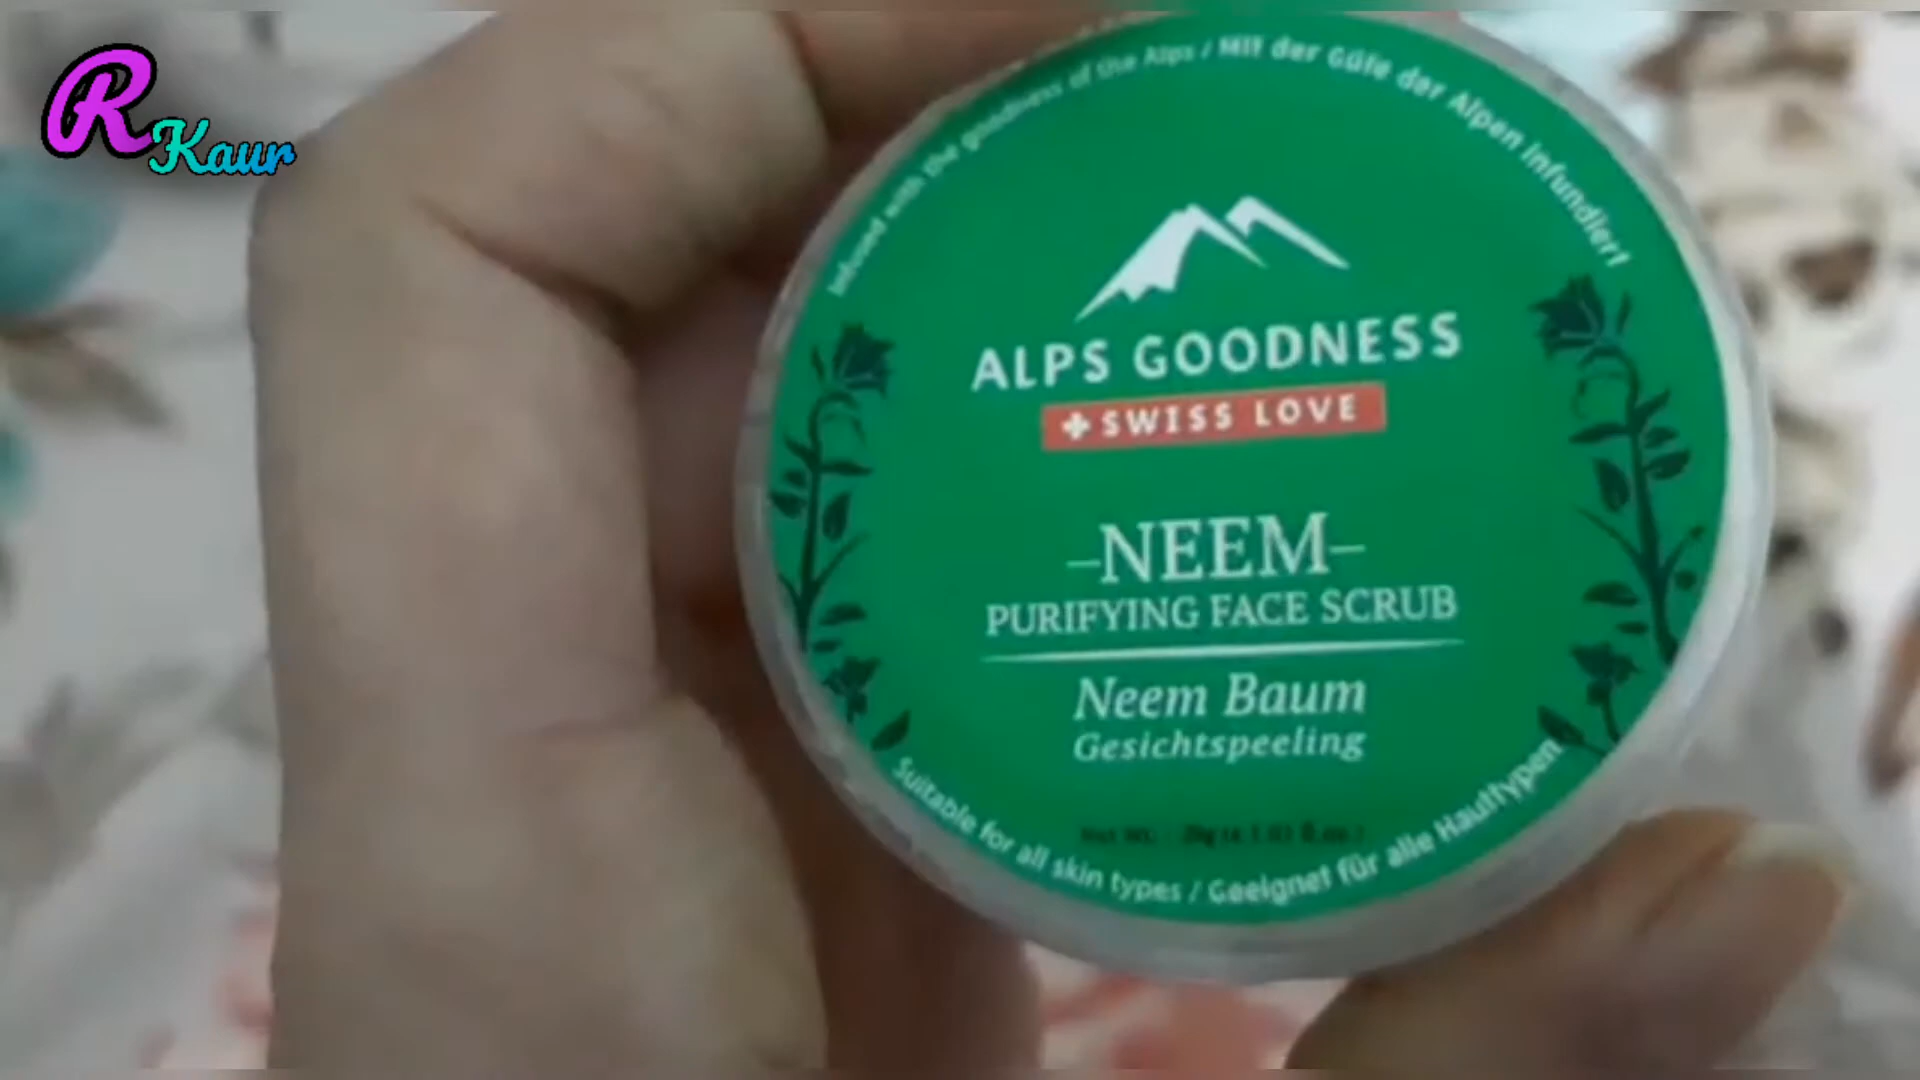 R
Kaur
Infused with the goodness of the Alps / Mit der Güte der Alpen infundiert
ALPS GOODNESS
+ SWISS LOVE
–NEEM–
PURIFYING FACE SCRUB
Neem Baum
Gesichtspeeling
Suitable for all skin types / Geeignet für alle Hauttypen